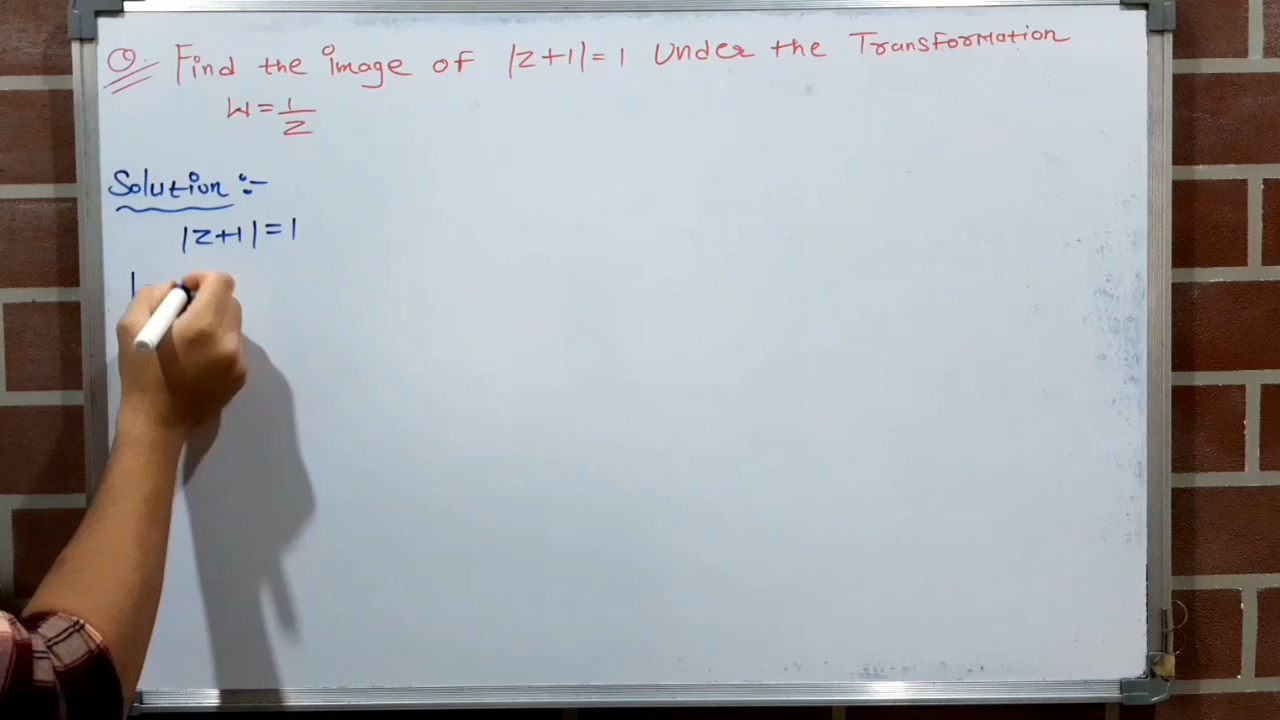 Q. Find the image of |z+1|=1 Under the Transformation
W=1/z
Solution :-
|z+1|=1